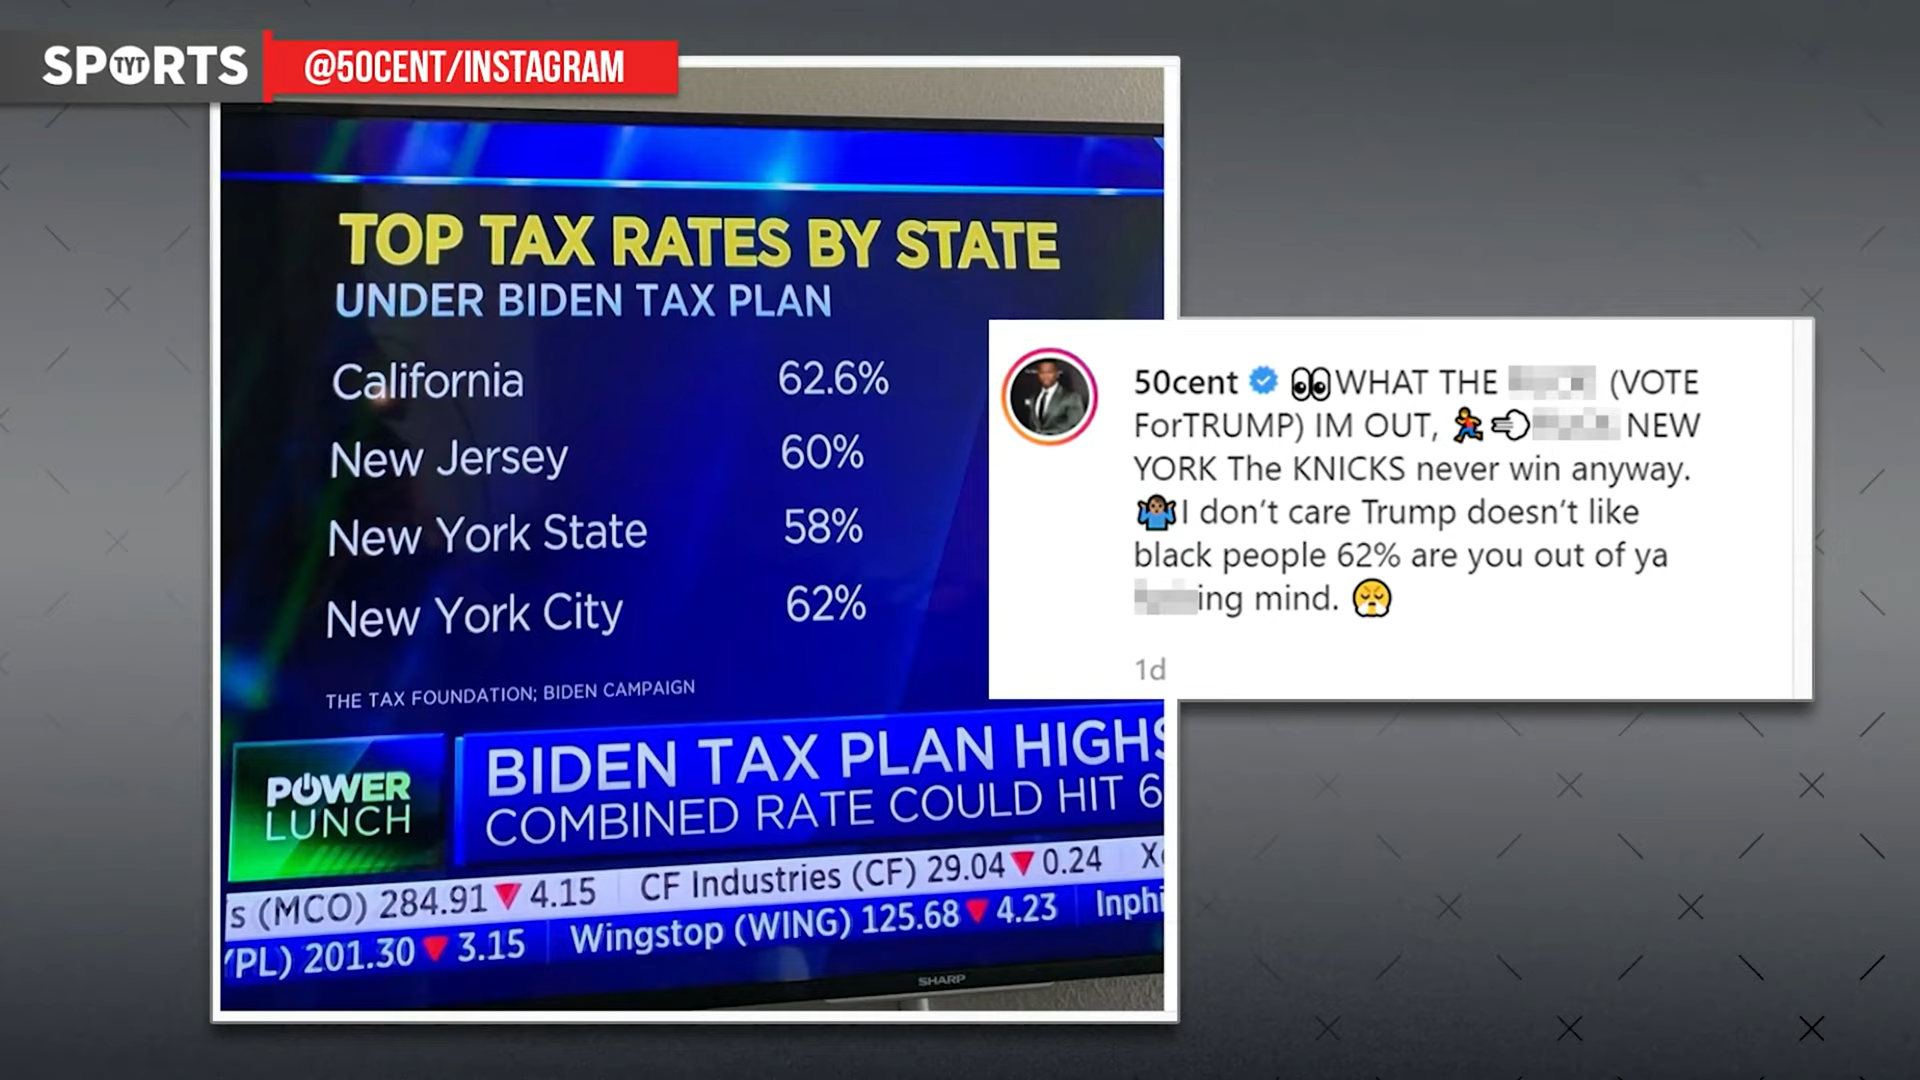 SPORTS
TYT
@50CENT/INSTAGRAM
TOP TAX RATES BY STATE
UNDER BIDEN TAX PLAN
California 62.6%
New Jersey 60%
New York State 58%
New York City 62%
THE TAX FOUNDATION; BIDEN CAMPAIGN
POWER
LUNCH
BIDEN TAX PLAN HIGHS
COMBINED RATE COULD HIT 6
s (MCO) 284.91▼4.15 CF Industries (CF) 29.04▼0.24 X
PL) 201.30▼3.15 Wingstop (WING) 125.68▼4.23 Inphi
SHARP
50cent 👀WHAT THE (VOTE
ForTRUMP) IM OUT, 🏃💨 NEW
YORK The KNICKS never win anyway.
🤷🏾‍♂️I don't care Trump doesn't like
black people 62% are you out of ya
ing mind. 😤
1d